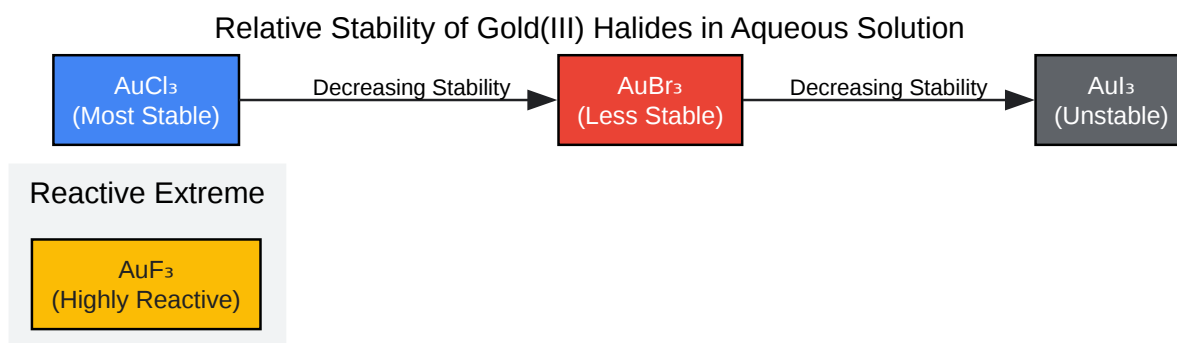 Relative Stability of Gold(III) Halides in Aqueous Solution
AuCl₃
(Most Stable)
Decreasing Stability
AuBr₃
(Less Stable)
Decreasing Stability
AuI₃
(Unstable)
Reactive Extreme
AuF₃
(Highly Reactive)